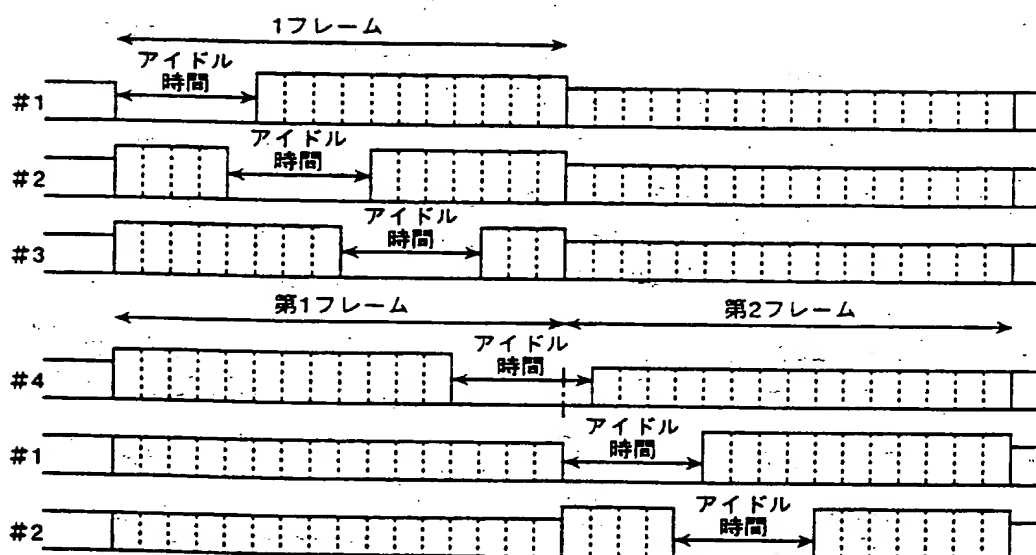 1フレーム
アイドル
時間
#1
アイドル
時間
#2
アイドル
時間
#3
第1フレーム
第2フレーム
アイドル
時間
#4
アイドル
時間
#1
アイドル
時間
#2